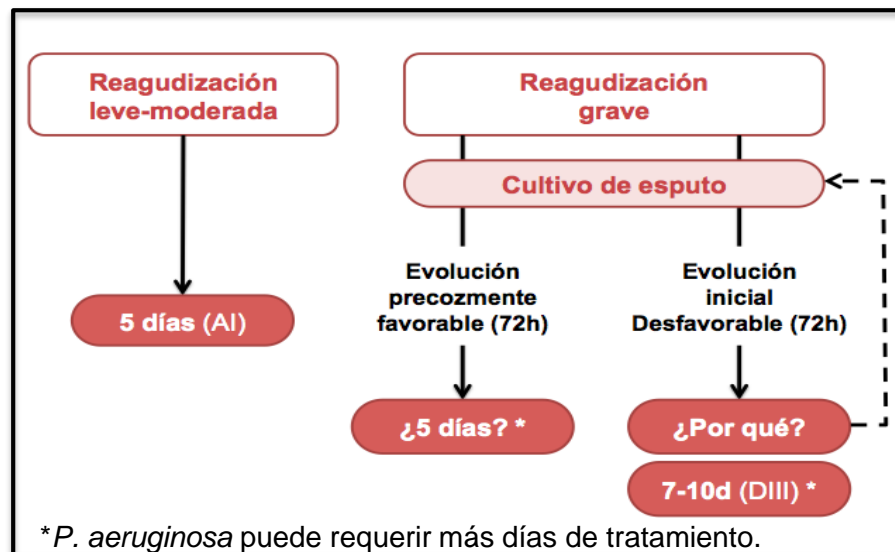 Reagudización
leve-moderada
Reagudización
grave
Cultivo de esputo
Evolución
precozmente
favorable (72h)
Evolución
inicial
Desfavorable (72h)
5 días (AI)
¿5 días? *
¿Por qué?
7-10d (DIII) *
*P. aeruginosa puede requerir más días de tratamiento.